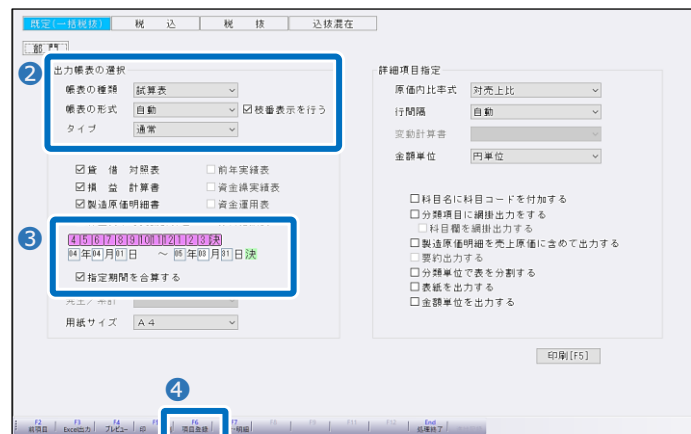 既定(一括税抜) 税 込 税 抜 込抜混在
部 門
2
出力帳表の選択
帳表の種類 試算表
帳表の形式 自動 ☑枝番表示を行う
タイプ 通常
☑貸 借 対照表 □前年実績表
☑損 益 計算書 □資金繰実績表
☑製造原価明細書 □資金運用表
3
4|5|6|7|8|9|10|11|12|1|2|3|決
04年04月01日 ～ 05年03月31日決
☑指定期間を合算する
用紙サイズ A4
詳細項目指定
原価内比率式 対売上比
行間隔 自動
変動計算書
金額単位 円単位
□科目名に科目コードを付加する
□分類項目に網掛出力をする
□科目欄を網掛出力する
□製造原価明細を売上原価に含めて出力する
□要約出力する
□分類単位で表を分割する
□表紙を出力する
□金額単位を出力する
印刷[F5]
4
F2 F3 F4 F6 F8 F9 F11 F12 End
前項目 Excel出力 プレビュー 印 項目登録 明細 処理終了